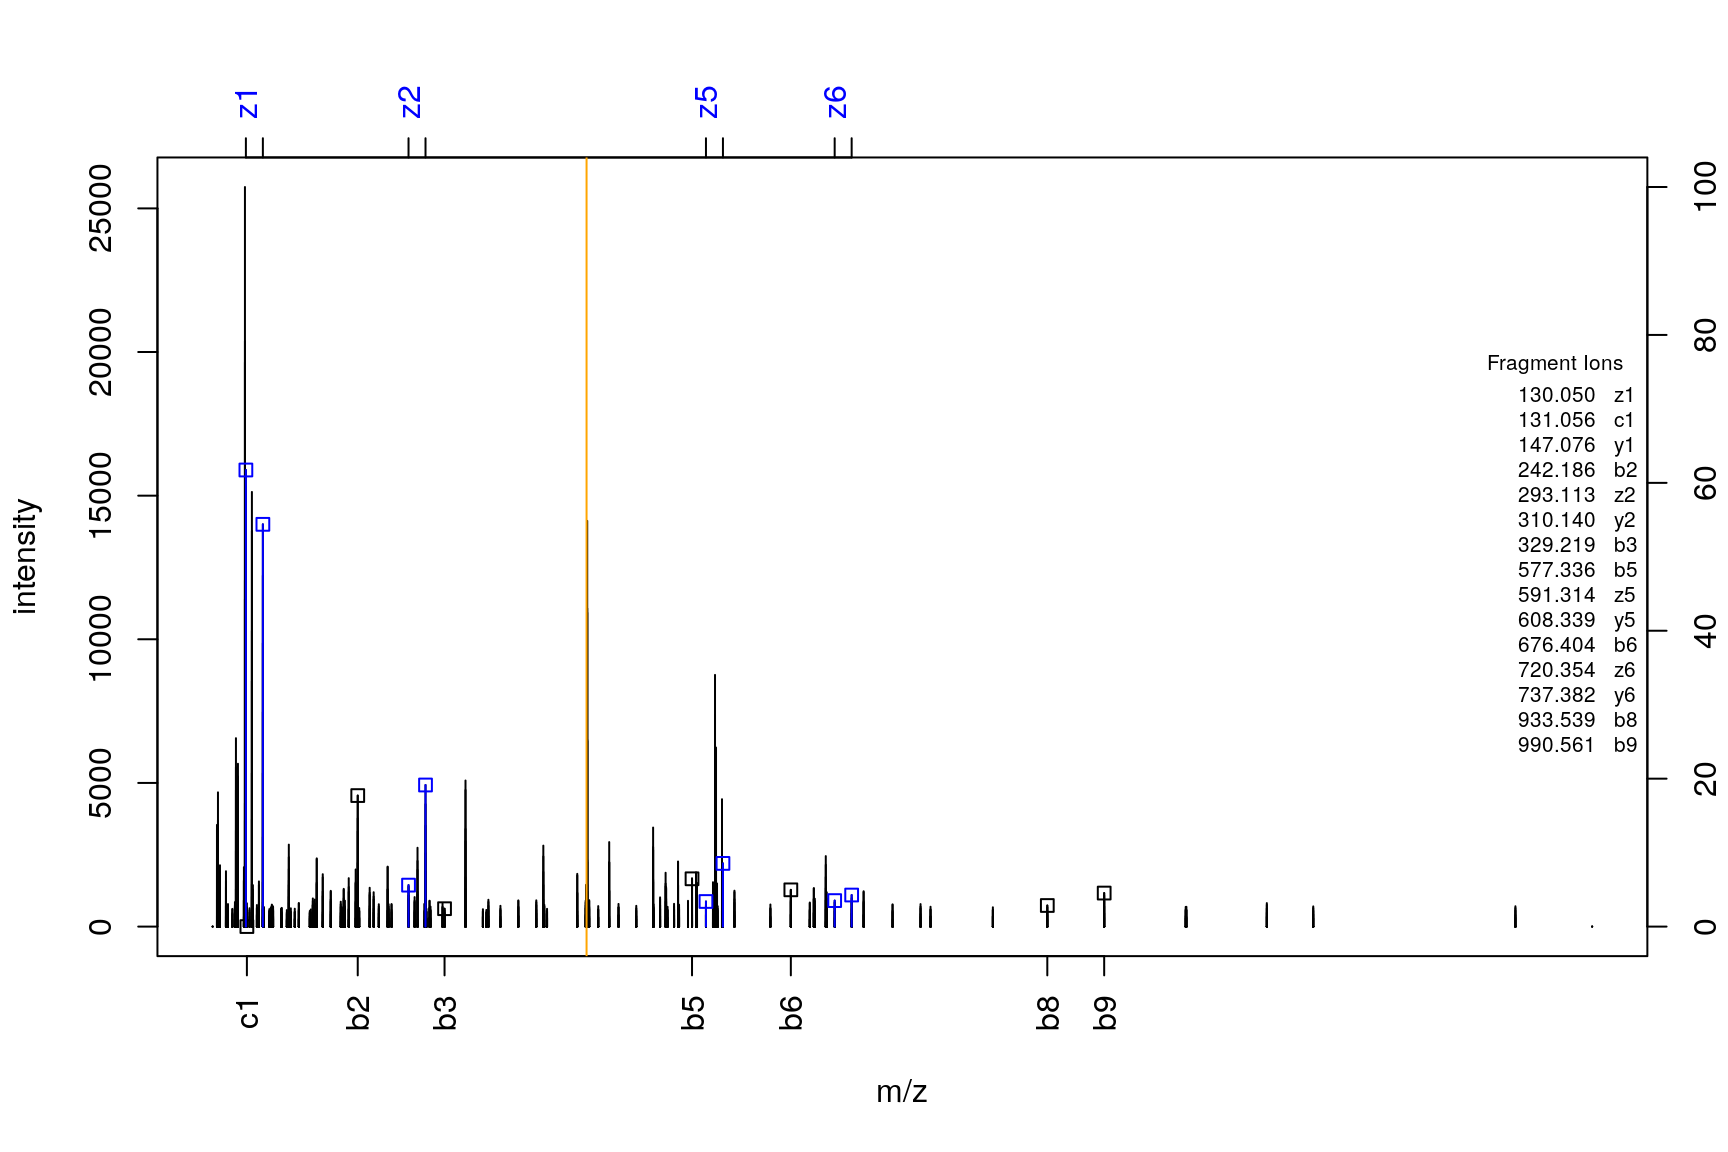 z1 z2 z5 z6
25000
20000
15000
10000
5000
0
intensity
100
80
60
40
20
0
Fragment Ions
130.050 z1
131.056 c1
147.076 y1
242.186 b2
293.113 z2
310.140 y2
329.219 b3
577.336 b5
591.314 z5
608.339 y5
676.404 b6
720.354 z6
737.382 y6
933.539 b8
990.561 b9
c1 b2 b3 b5 b6 b8 b9
m/z